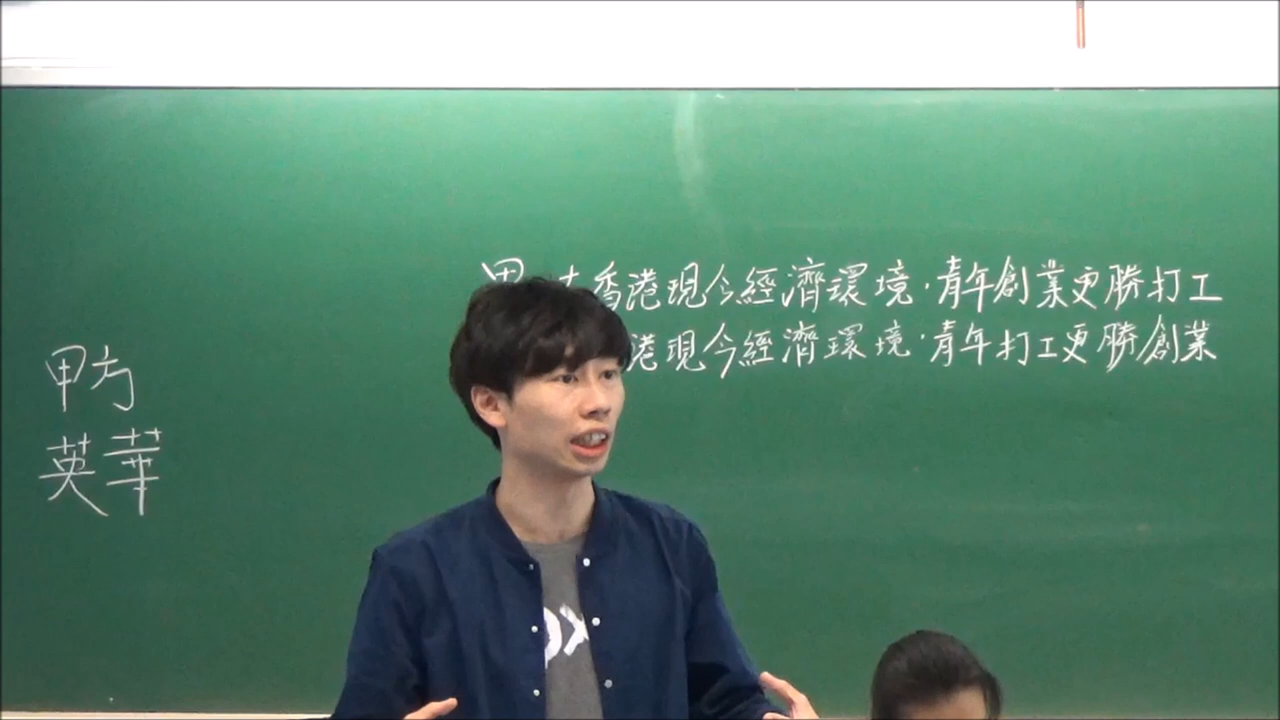 甲方
英華
甲 香港現今經濟環境，青年創業更勝打工
港現今經濟環境，青年打工更勝創業